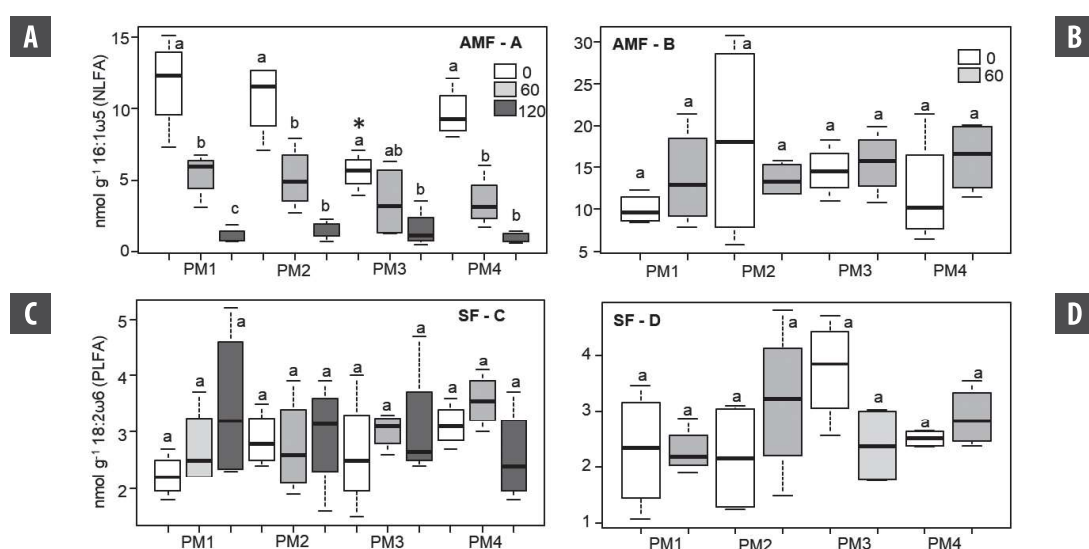 A
AMF - A
nmol g⁻¹ 16:1ω5 (NLFA)
15
10
5
0
0
60
120
a
b
c
a
b
b
*
a
ab
b
a
b
b
PM1 PM2 PM3 PM4
B
AMF - B
30
25
20
15
10
5
0
60
a
a
a
a
a
a
a
a
PM1 PM2 PM3 PM4
C
SF - C
nmol g⁻¹ 18:2ω6 (PLFA)
5
4
3
2
a
a
a
a
a
a
a
a
a
a
a
a
PM1 PM2 PM3 PM4
D
SF - D
4
3
2
1
a
a
a
a
a
a
a
a
PM1 PM2 PM3 PM4